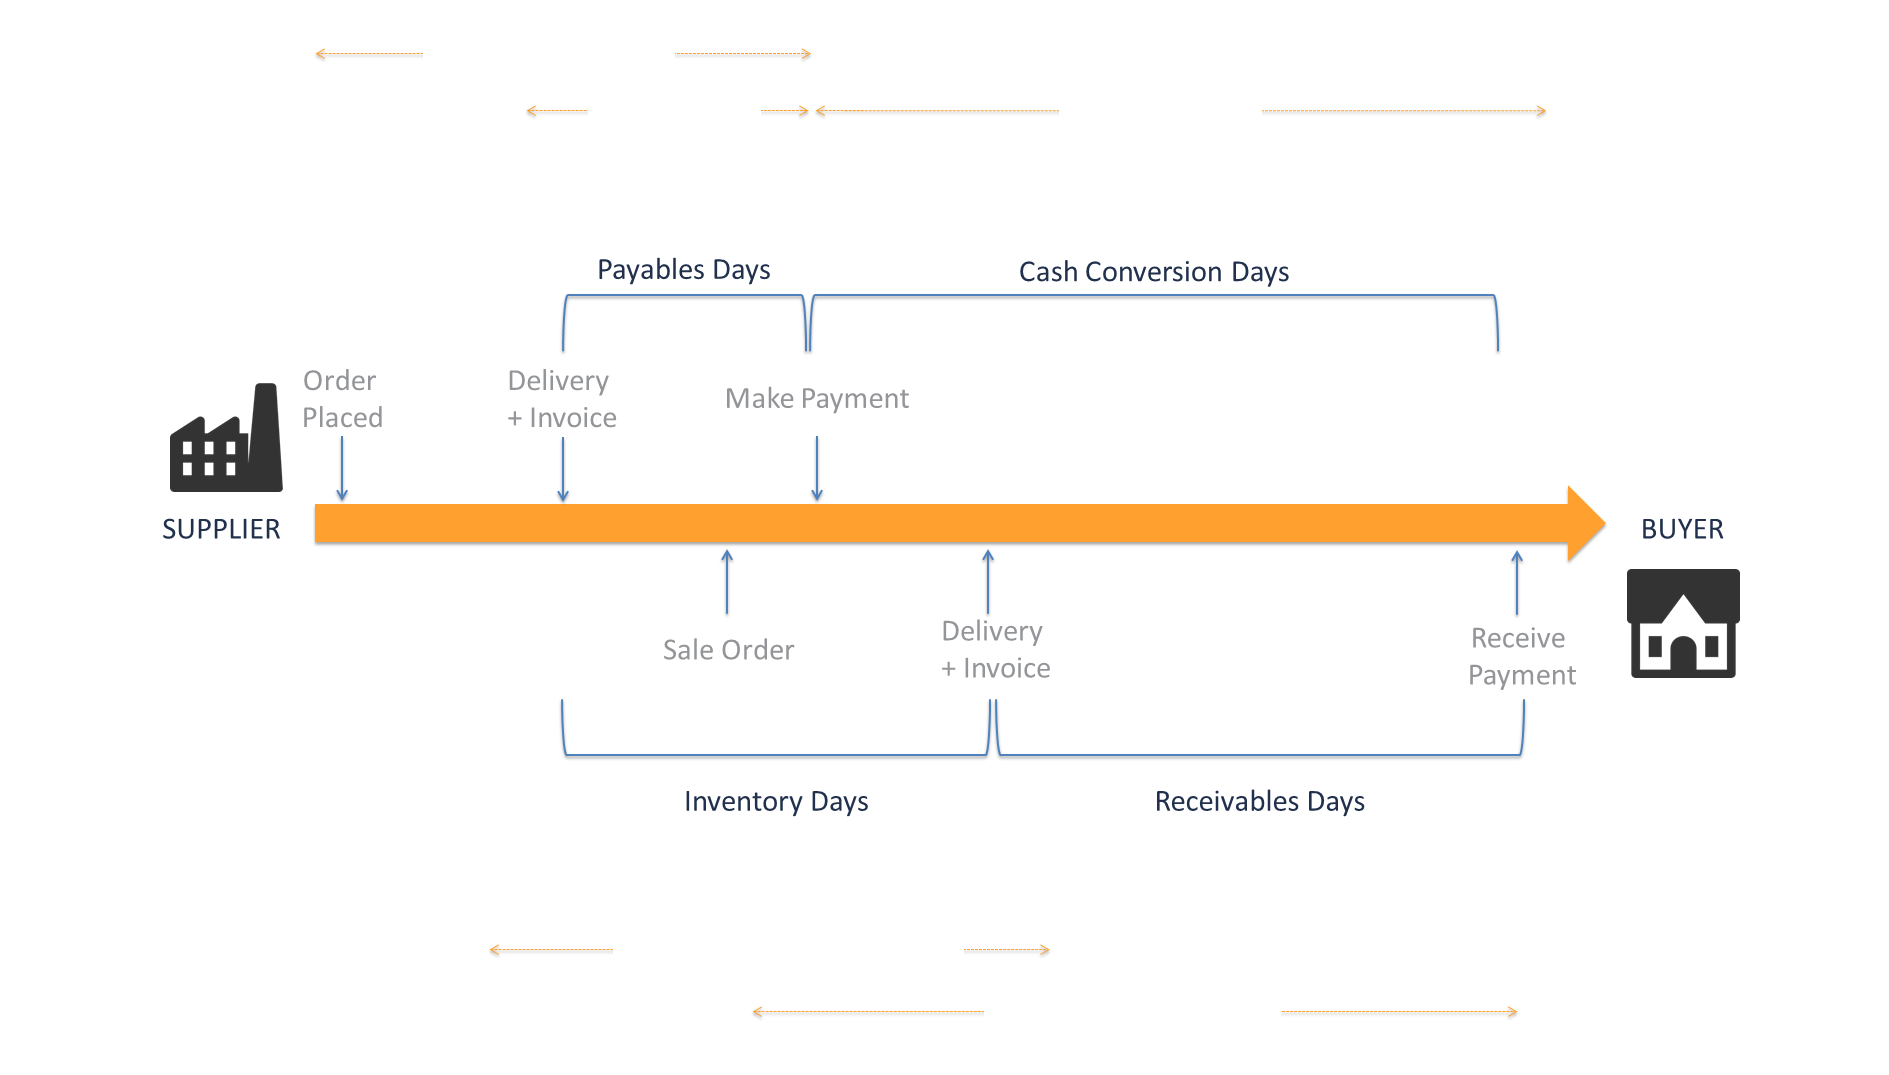 Payables Days
Cash Conversion Days
Order
Placed
Delivery
+ Invoice
Make Payment
SUPPLIER
BUYER
Sale Order
Delivery
+ Invoice
Receive
Payment
Inventory Days
Receivables Days